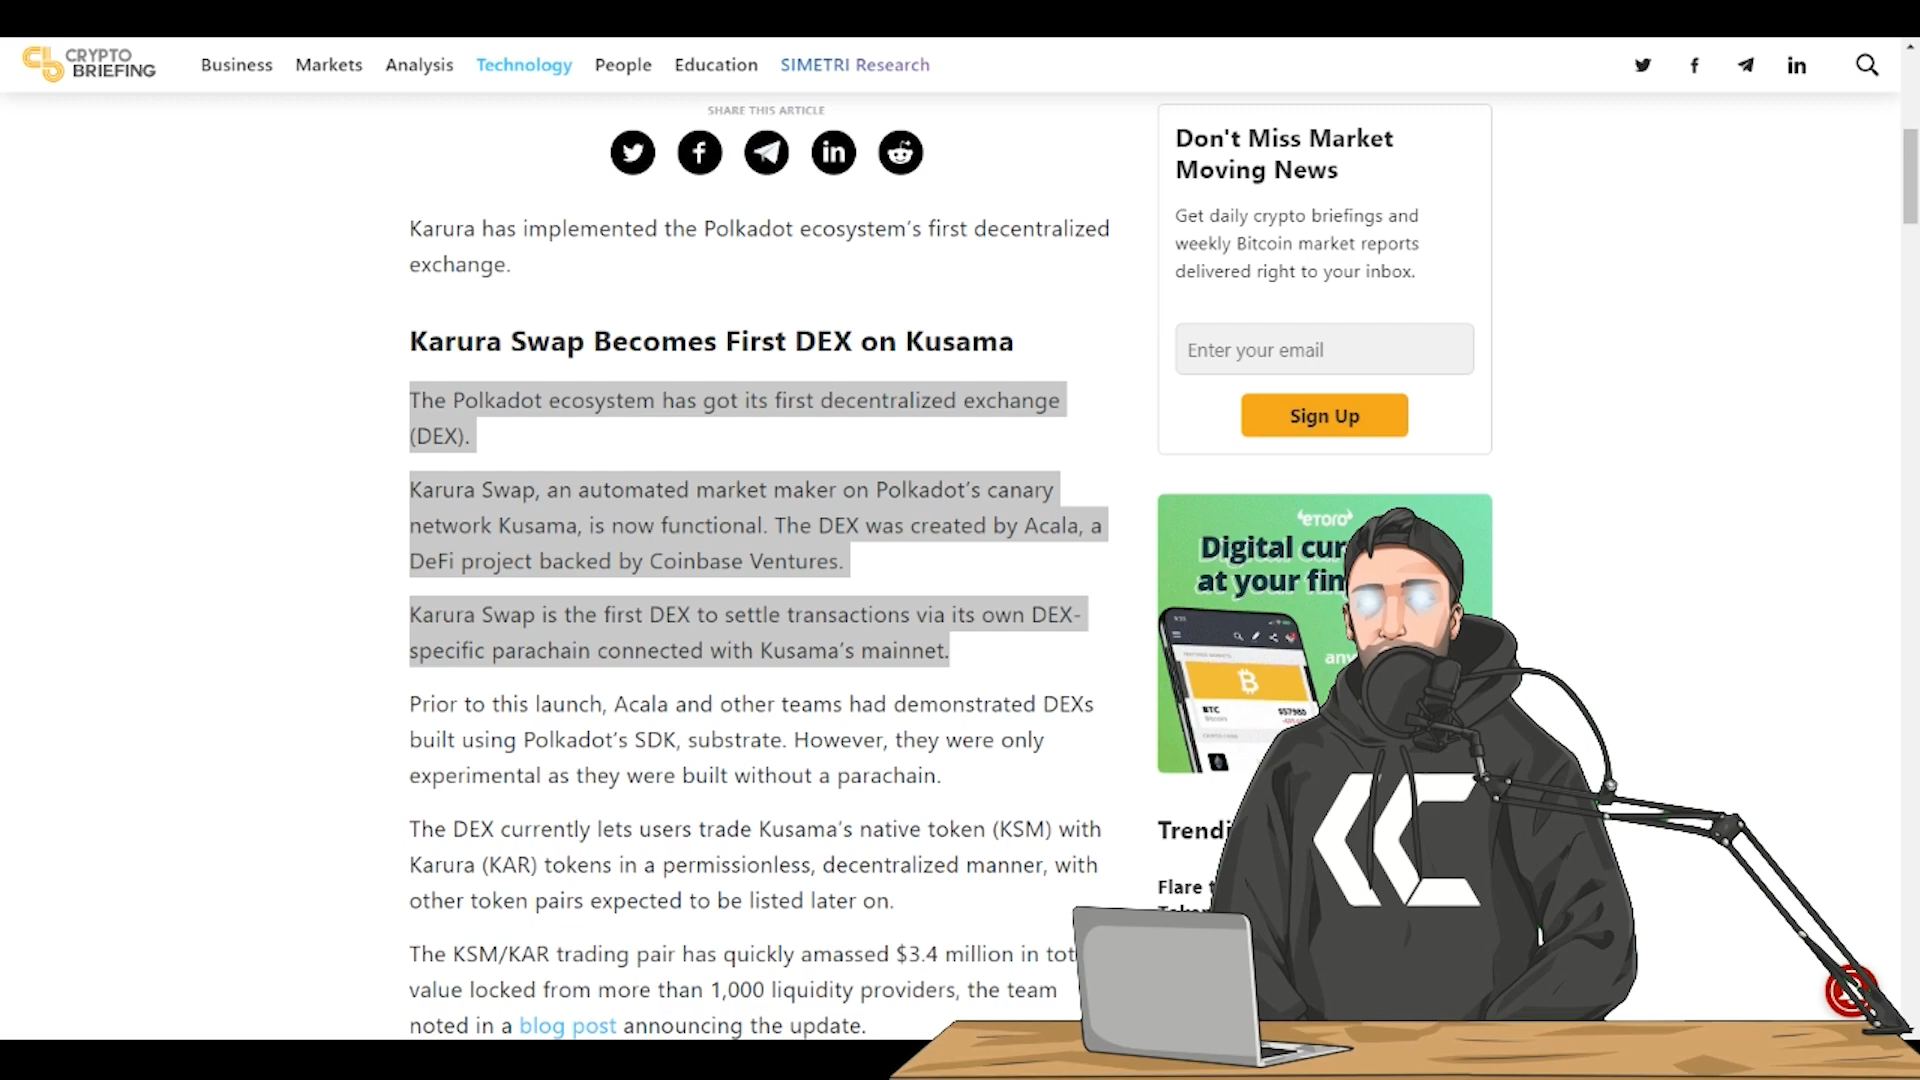 CRYPTO
BRIEFING
Business Markets Analysis Technology People Education SIMETRI Research
SHARE THIS ARTICLE
Karura has implemented the Polkadot ecosystem’s first decentralized
exchange.
Karura Swap Becomes First DEX on Kusama
The Polkadot ecosystem has got its first decentralized exchange
(DEX).
Karura Swap, an automated market maker on Polkadot’s canary
network Kusama, is now functional. The DEX was created by Acala, a
DeFi project backed by Coinbase Ventures.
Karura Swap is the first DEX to settle transactions via its own DEX-
specific parachain connected with Kusama’s mainnet.
Prior to this launch, Acala and other teams had demonstrated DEXs
built using Polkadot’s SDK, substrate. However, they were only
experimental as they were built without a parachain.
The DEX currently lets users trade Kusama’s native token (KSM) with
Karura (KAR) tokens in a permissionless, decentralized manner, with
other token pairs expected to be listed later on.
The KSM/KAR trading pair has quickly amassed $3.4 million in tot
value locked from more than 1,000 liquidity providers, the team
noted in a blog post announcing the update.
Don't Miss Market
Moving News
Get daily crypto briefings and
weekly Bitcoin market reports
delivered right to your inbox.
Enter your email
Sign Up
eTORO
Digital cur
at your fin
any
BTC
Bitcoin
$57980
Trendi
Flare